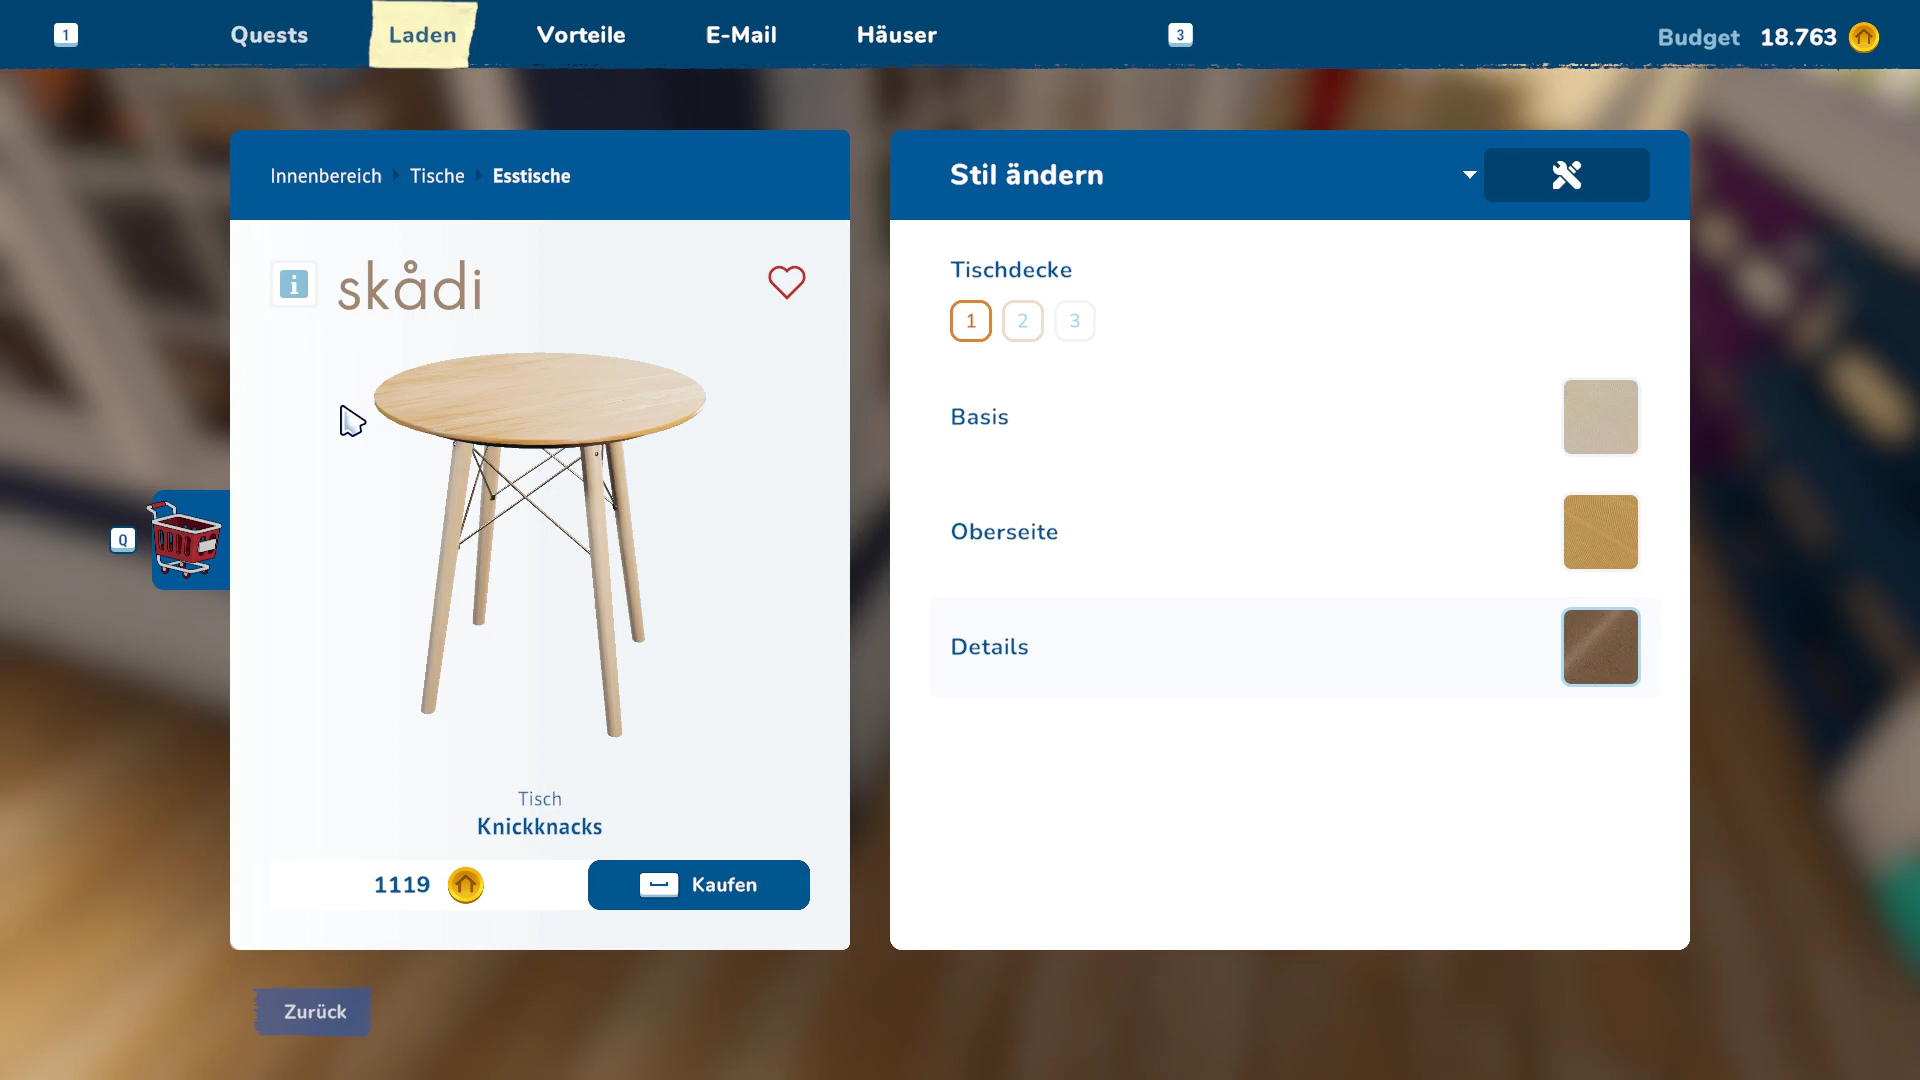 1
Quests
Laden
Vorteile
E-Mail
Häuser
3
Budget 18.763
Innenbereich Tische Esstische
i
skådi
Q
Tisch
Knickknacks
1119
Kaufen
Zurück
Stil ändern
Tischdecke
1 2 3
Basis
Oberseite
Details